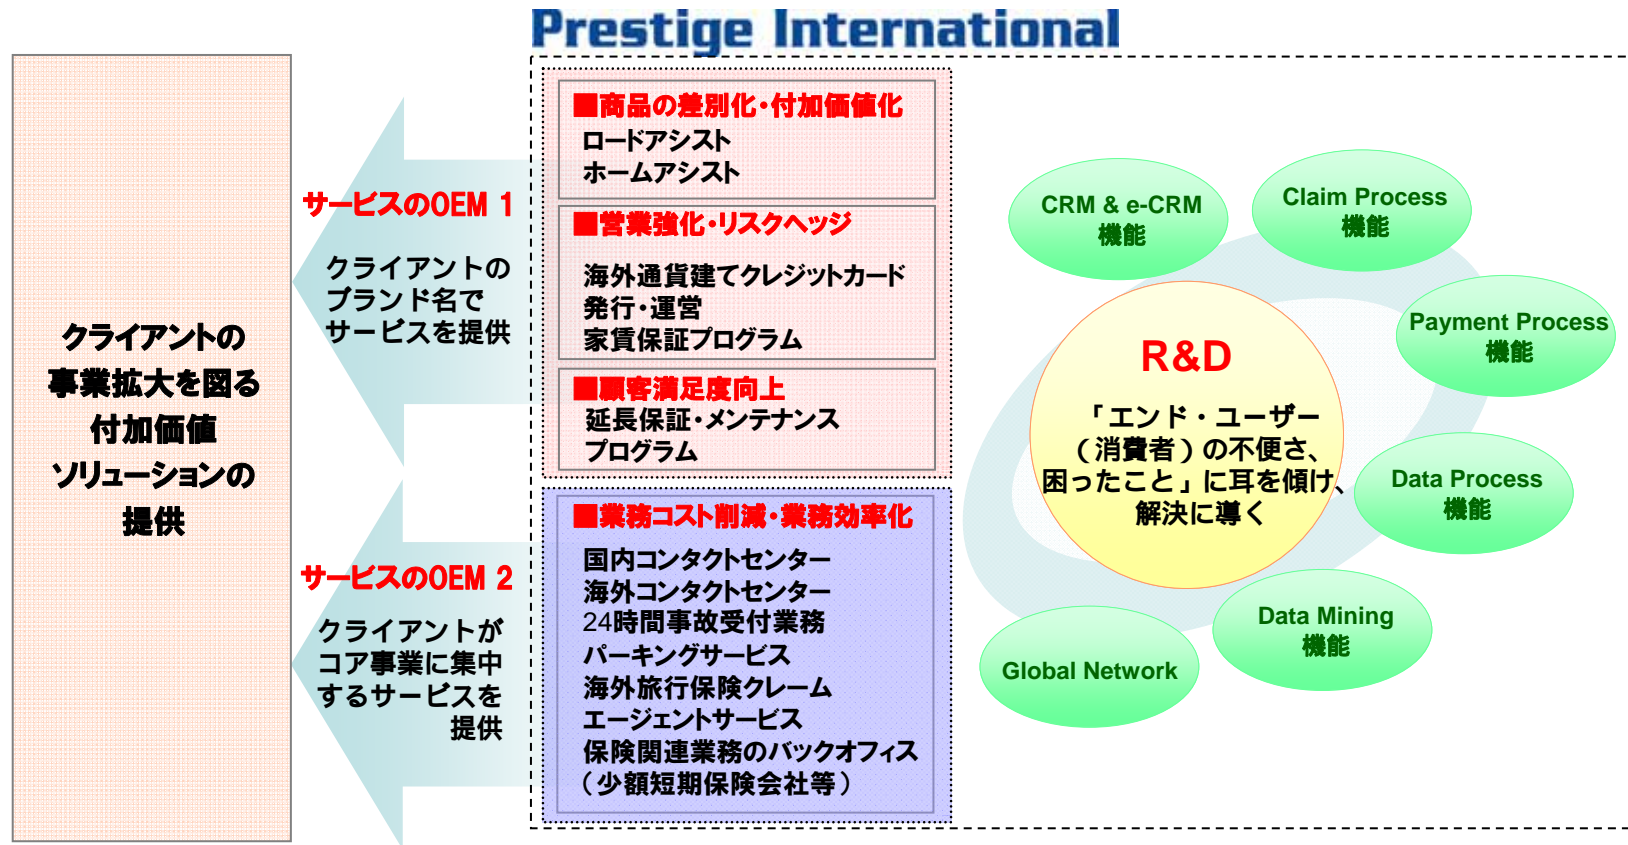 Prestige International
クライアントの
事業拡大を図る
付加価値
ソリューションの
提供
サービスのOEM 1
クライアントの
ブランド名で
サービスを提供
サービスのOEM 2
クライアントが
コア事業に集中
するサービスを
提供
■商品の差別化・付加価値化
ロードアシスト
ホームアシスト
■営業強化・リスクヘッジ
海外通貨建てクレジットカード
発行・運営
家賃保証プログラム
■顧客満足度向上
延長保証・メンテナンス
プログラム
■業務コスト削減・業務効率化
国内コンタクトセンター
海外コンタクトセンター
24時間事故受付業務
パーキングサービス
海外旅行保険クレーム
エージェントサービス
保険関連業務のバックオフィス
（少額短期保険会社等）
R&D
「エンド・ユーザー
（消費者）の不便さ、
困ったこと」に耳を傾け、
解決に導く
CRM & e-CRM
機能
Claim Process
機能
Payment Process
機能
Data Process
機能
Data Mining
機能
Global Network